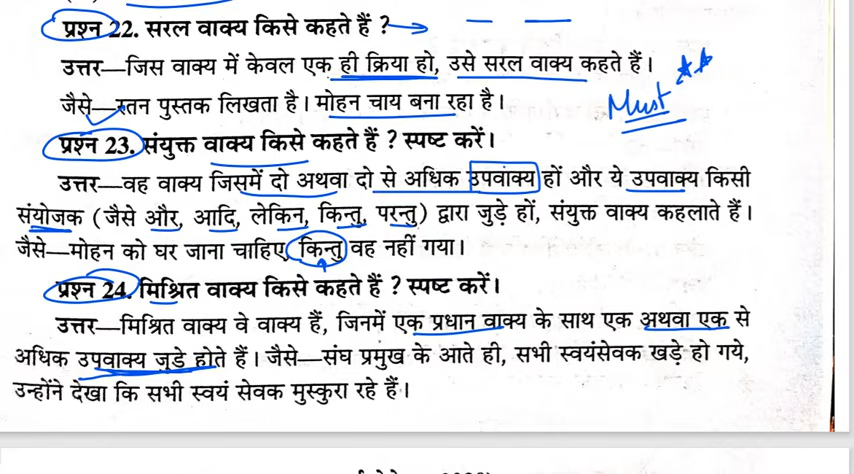 प्रश्न 22. सरल वाक्य किसे कहते हैं ?
उत्तर—जिस वाक्य में केवल एक ही क्रिया हो, उसे सरल वाक्य कहते हैं।
जैसे—रतन पुस्तक लिखता है। मोहन चाय बना रहा है।
Must
प्रश्न 23. संयुक्त वाक्य किसे कहते हैं ? स्पष्ट करें।
उत्तर—वह वाक्य जिसमें दो अथवा दो से अधिक उपवाक्य हों और ये उपवाक्य किसी
संयोजक (जैसे और, आदि, लेकिन, किन्तु, परन्तु) द्वारा जुड़े हों, संयुक्त वाक्य कहलाते हैं।
जैसे—मोहन को घर जाना चाहिए किन्तु वह नहीं गया।
प्रश्न 24. मिश्रित वाक्य किसे कहते हैं ? स्पष्ट करें।
उत्तर—मिश्रित वाक्य वे वाक्य हैं, जिनमें एक प्रधान वाक्य के साथ एक अथवा एक से
अधिक उपवाक्य जुड़े होते हैं। जैसे—संघ प्रमुख के आते ही, सभी स्वयंसेवक खड़े हो गये,
उन्होंने देखा कि सभी स्वयं सेवक मुस्कुरा रहे हैं।